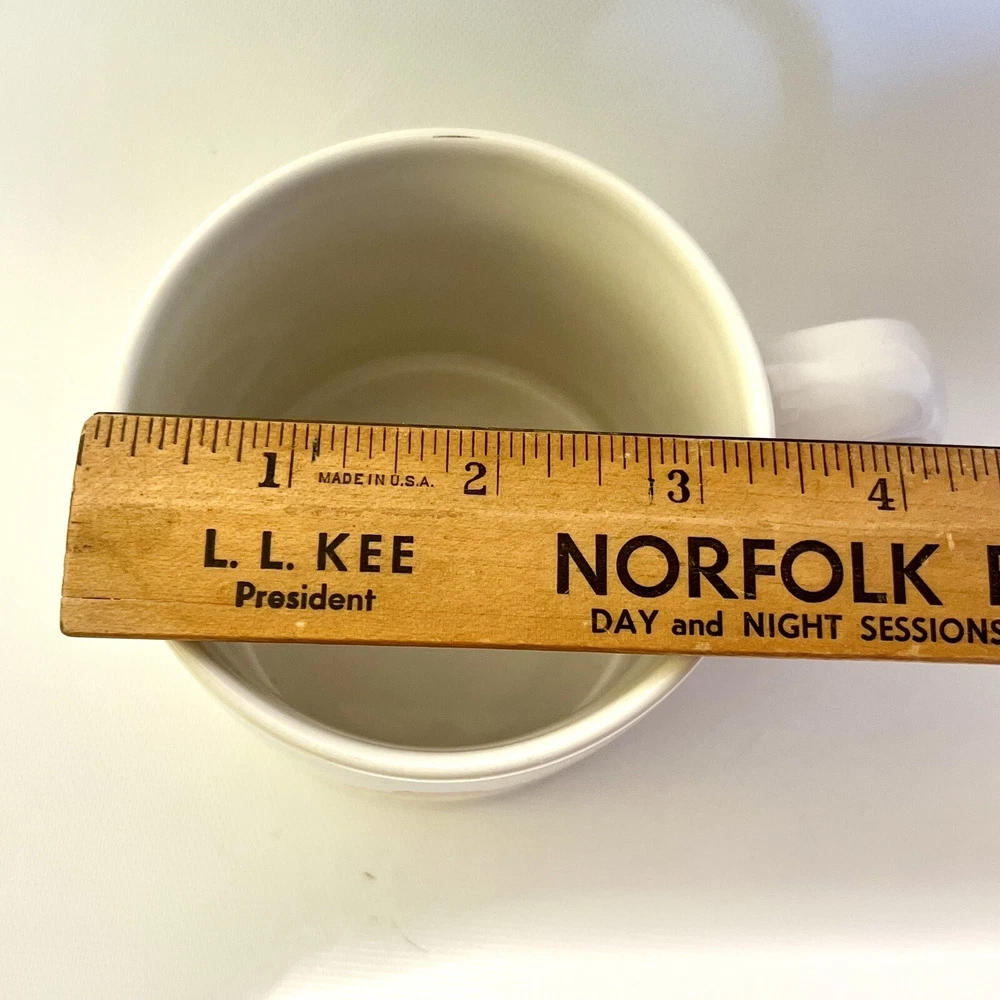 1 MADE IN U.S.A. 2 3 4
L. L. KEE
President
NORFOLK
DAY and NIGHT SESSIONS